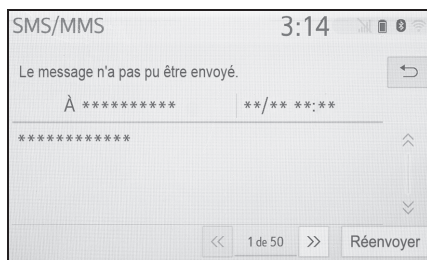 SMS/MMS 3:14
Le message n'a pas pu être envoyé.
À ********** **/** **:**
************
1 de 50
Réenvoyer